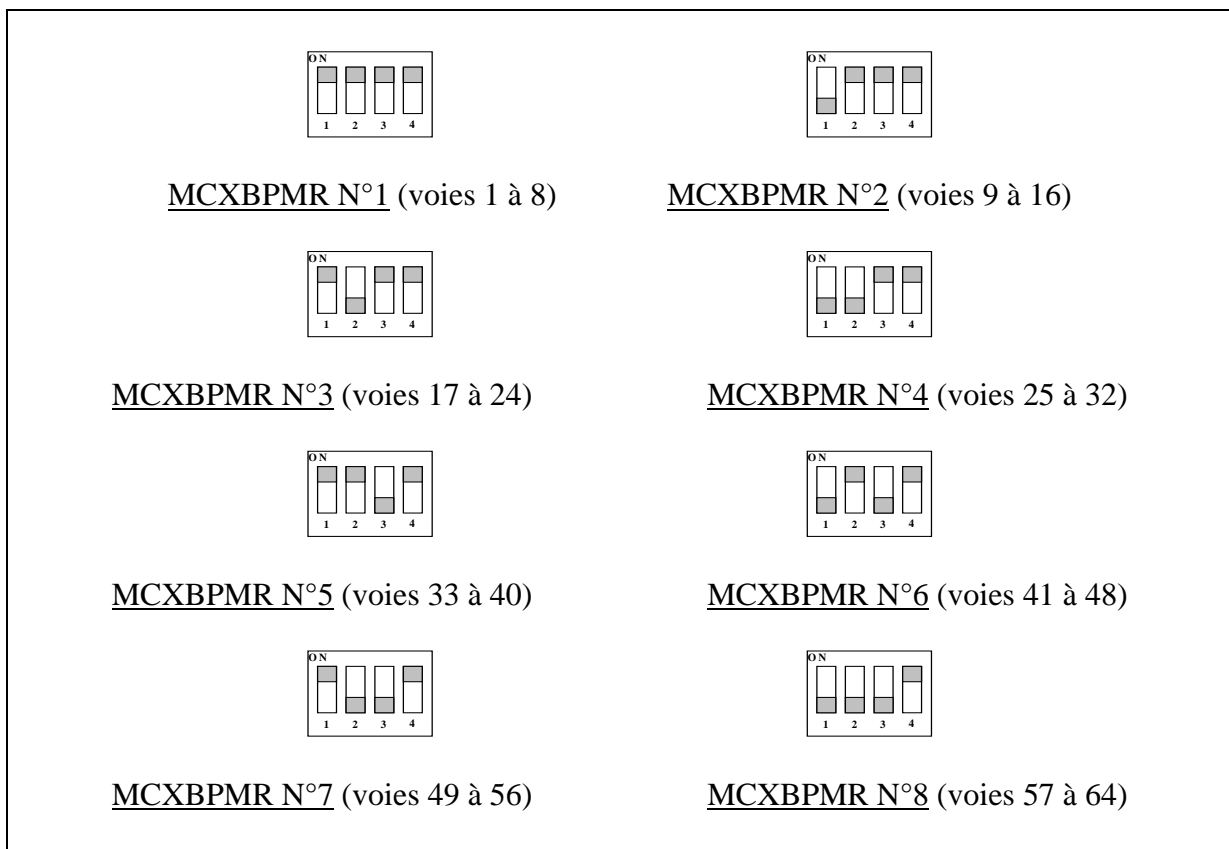 ON ON
1 2 3 4 1 2 3 4
MCXBPMR N°1 (voies 1 à 8) MCXBPMR N°2 (voies 9 à 16)
ON ON
1 2 3 4 1 2 3 4
MCXBPMR N°3 (voies 17 à 24) MCXBPMR N°4 (voies 25 à 32)
ON ON
1 2 3 4 1 2 3 4
MCXBPMR N°5 (voies 33 à 40) MCXBPMR N°6 (voies 41 à 48)
ON ON
1 2 3 4 1 2 3 4
MCXBPMR N°7 (voies 49 à 56) MCXBPMR N°8 (voies 57 à 64)